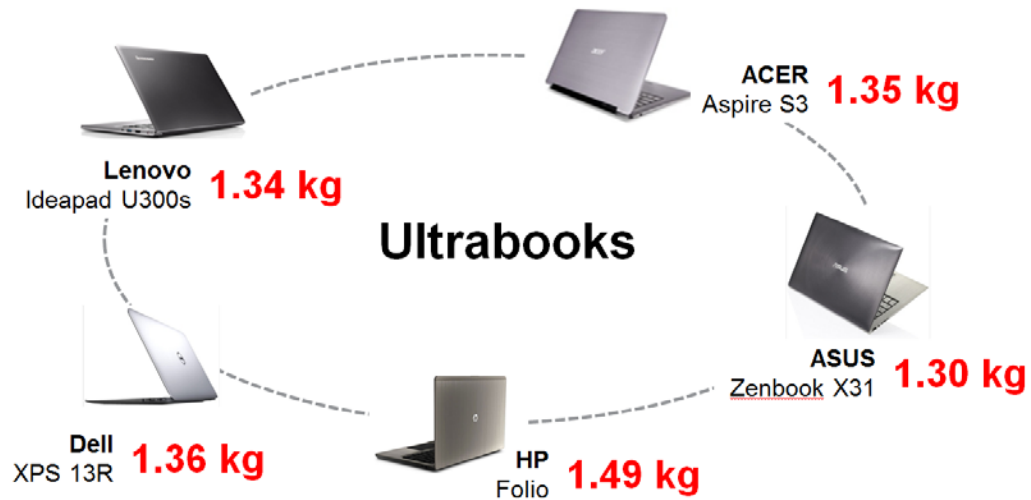 ACER
Aspire S3
1.35 kg
Lenovo
Ideapad U300s
1.34 kg
Ultrabooks
ASUS
Zenbook X31
1.30 kg
Dell
XPS 13R
1.36 kg
HP
Folio
1.49 kg